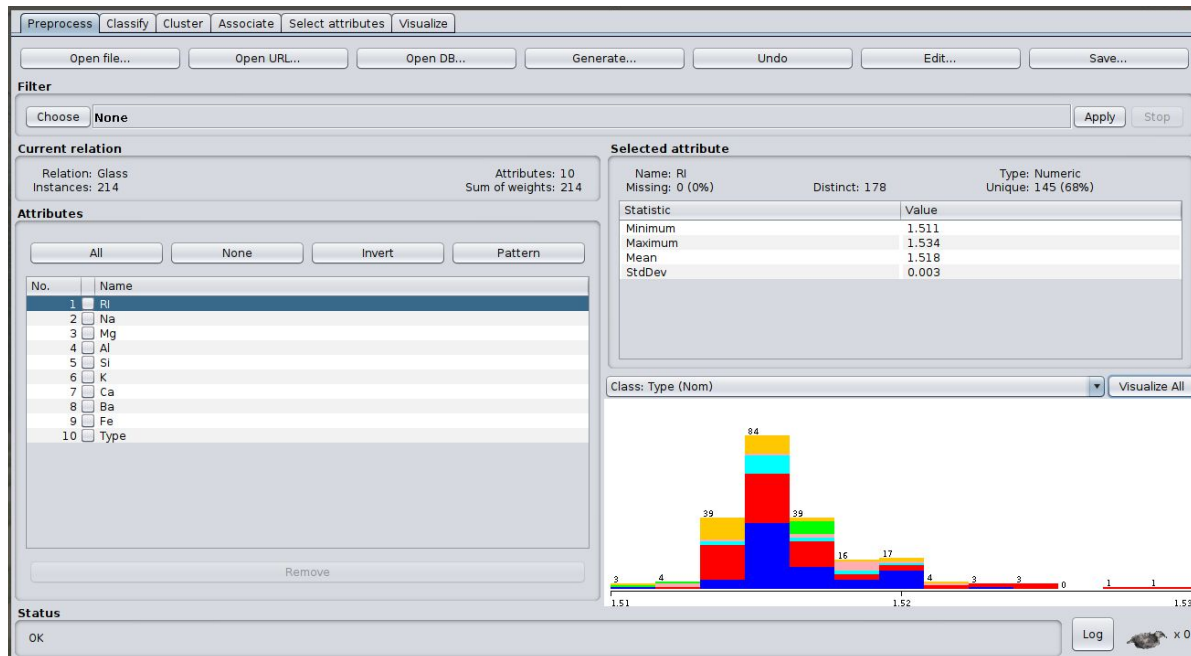 Preprocess Classify Cluster Associate Select attributes Visualize
Open file... Open URL... Open DB... Generate... Undo Edit... Save...
Filter
Choose None Apply Stop
Current relation
Relation: Glass Attributes: 10
Instances: 214 Sum of weights: 214
Attributes
All None Invert Pattern
No. Name
1 RI
2 Na
3 Mg
4 Al
5 Si
6 K
7 Ca
8 Ba
9 Fe
10 Type
Remove
Selected attribute
Name: RI Type: Numeric
Missing: 0 (0%) Distinct: 178 Unique: 145 (68%)
Statistic Value
Minimum 1.511
Maximum 1.534
Mean 1.518
StdDev 0.003
Class: Type (Nom) Visualize All
84
39 39
16 17
3 4 4 3 3 0 1 1
1.51 1.52 1.53
Status
OK Log x 0